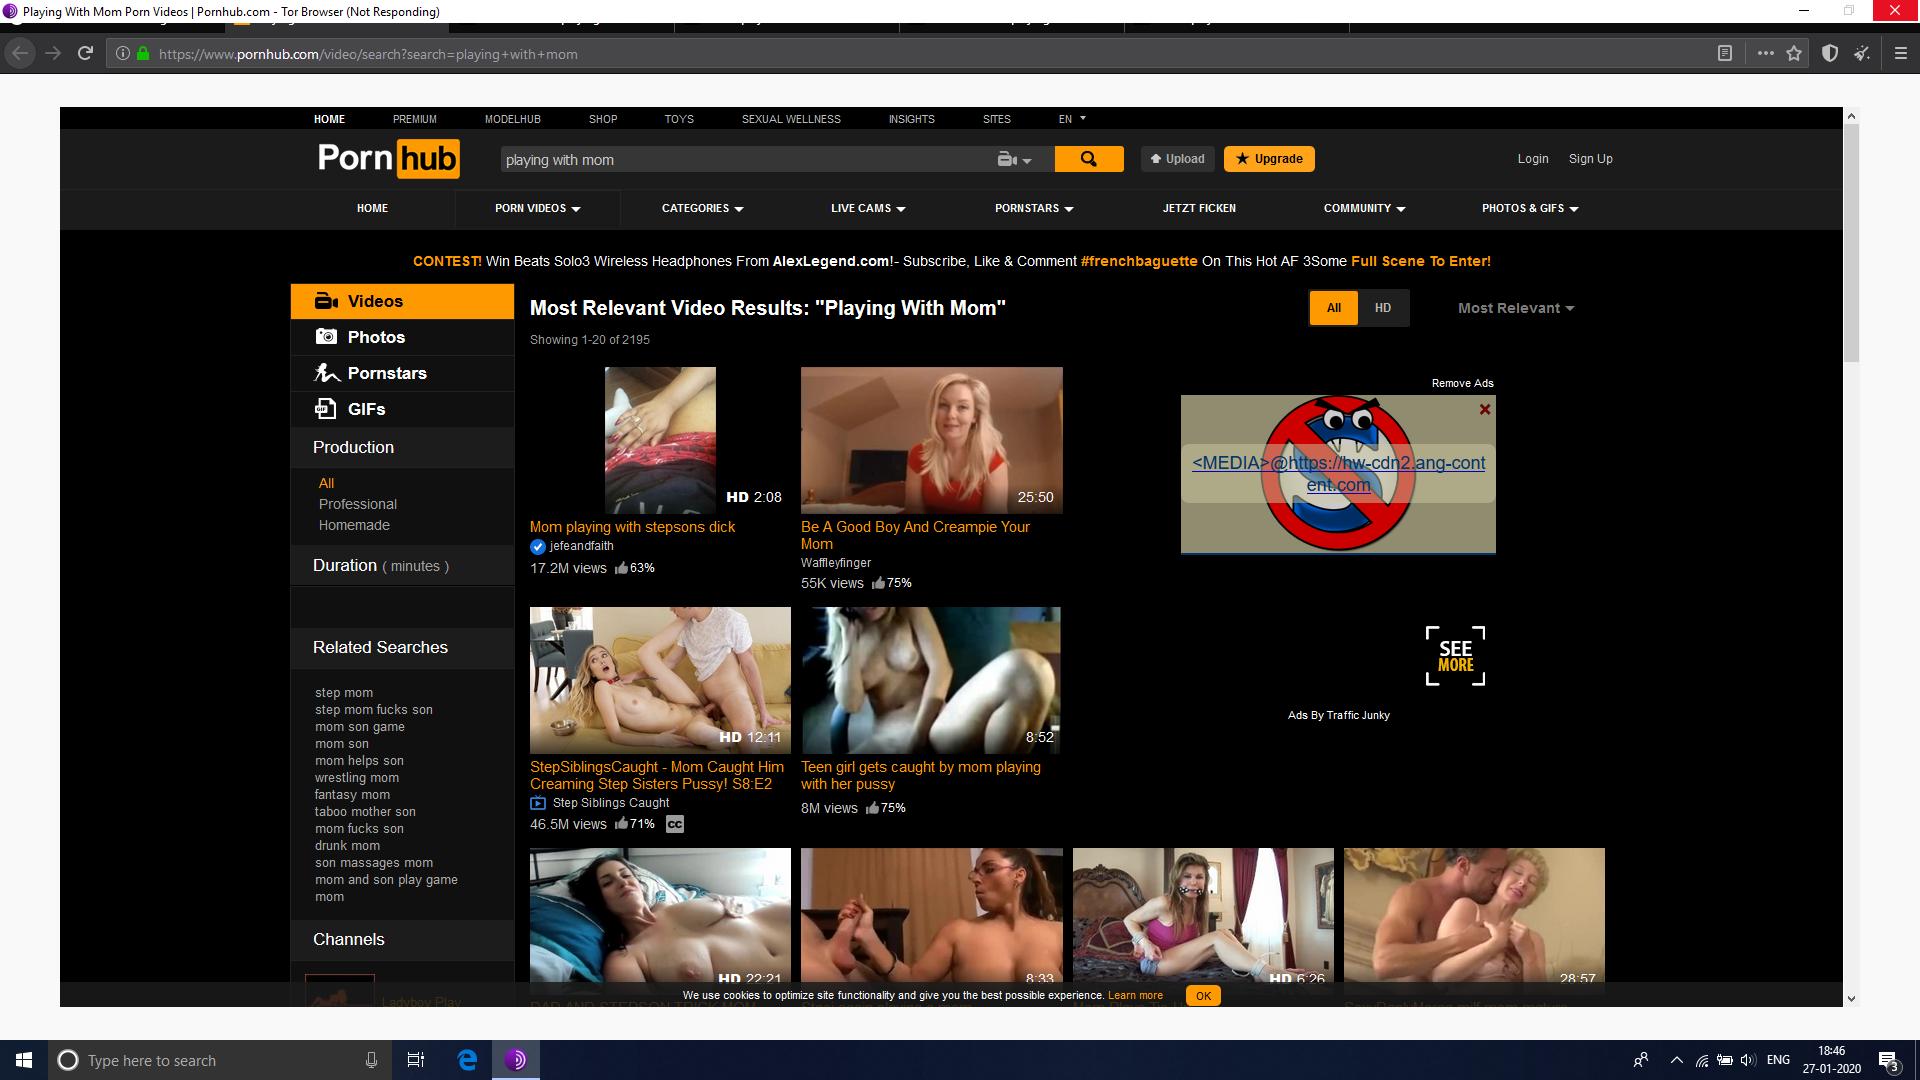 Playing With Mom Porn Videos | Pornhub.com - Tor Browser (Not Responding)
https://www.pornhub.com/video/search?search=playing+with+mom
HOME PREMIUM MODELHUB SHOP TOYS SEXUAL WELLNESS INSIGHTS SITES EN
Porn hub playing with mom Upload Upgrade Login Sign Up
HOME PORN VIDEOS CATEGORIES LIVE CAMS PORNSTARS JETZT FICKEN COMMUNITY PHOTOS & GIFS
CONTEST! Win Beats Solo3 Wireless Headphones From AlexLegend.com!- Subscribe, Like & Comment #frenchbaguette On This Hot AF 3Some Full Scene To Enter!
Videos
Photos
Pornstars
GIFs
Production
All
Professional
Homemade
Duration ( minutes )
Related Searches
step mom
step mom fucks son
mom son game
mom son
mom helps son
wrestling mom
fantasy mom
taboo mother son
mom fucks son
drunk mom
son massages mom
mom and son play game
mom
Channels
Ladyboy Play
Most Relevant Video Results: "Playing With Mom"
All HD Most Relevant
Showing 1-20 of 2195
HD 2:08
Mom playing with stepsons dick
jefeandfaith
17.2M views 63%
25:50
Be A Good Boy And Creampie Your
Mom
Waffleyfinger
55K views 75%
Remove Ads
<MEDIA>@https://hw-cdn2.ang-cont
ent.com
SEE
MORE
Ads By Traffic Junky
HD 12:11
StepSiblingsCaught - Mom Caught Him
Creaming Step Sisters Pussy! S8:E2
Step Siblings Caught
46.5M views 71% CC
8:52
Teen girl gets caught by mom playing
with her pussy
8M views 75%
HD 22:21
8:33
HD 6:26
28:57
We use cookies to optimize site functionality and give you the best possible experience. Learn more OK
Type here to search
ENG
18:46
27-01-2020
3